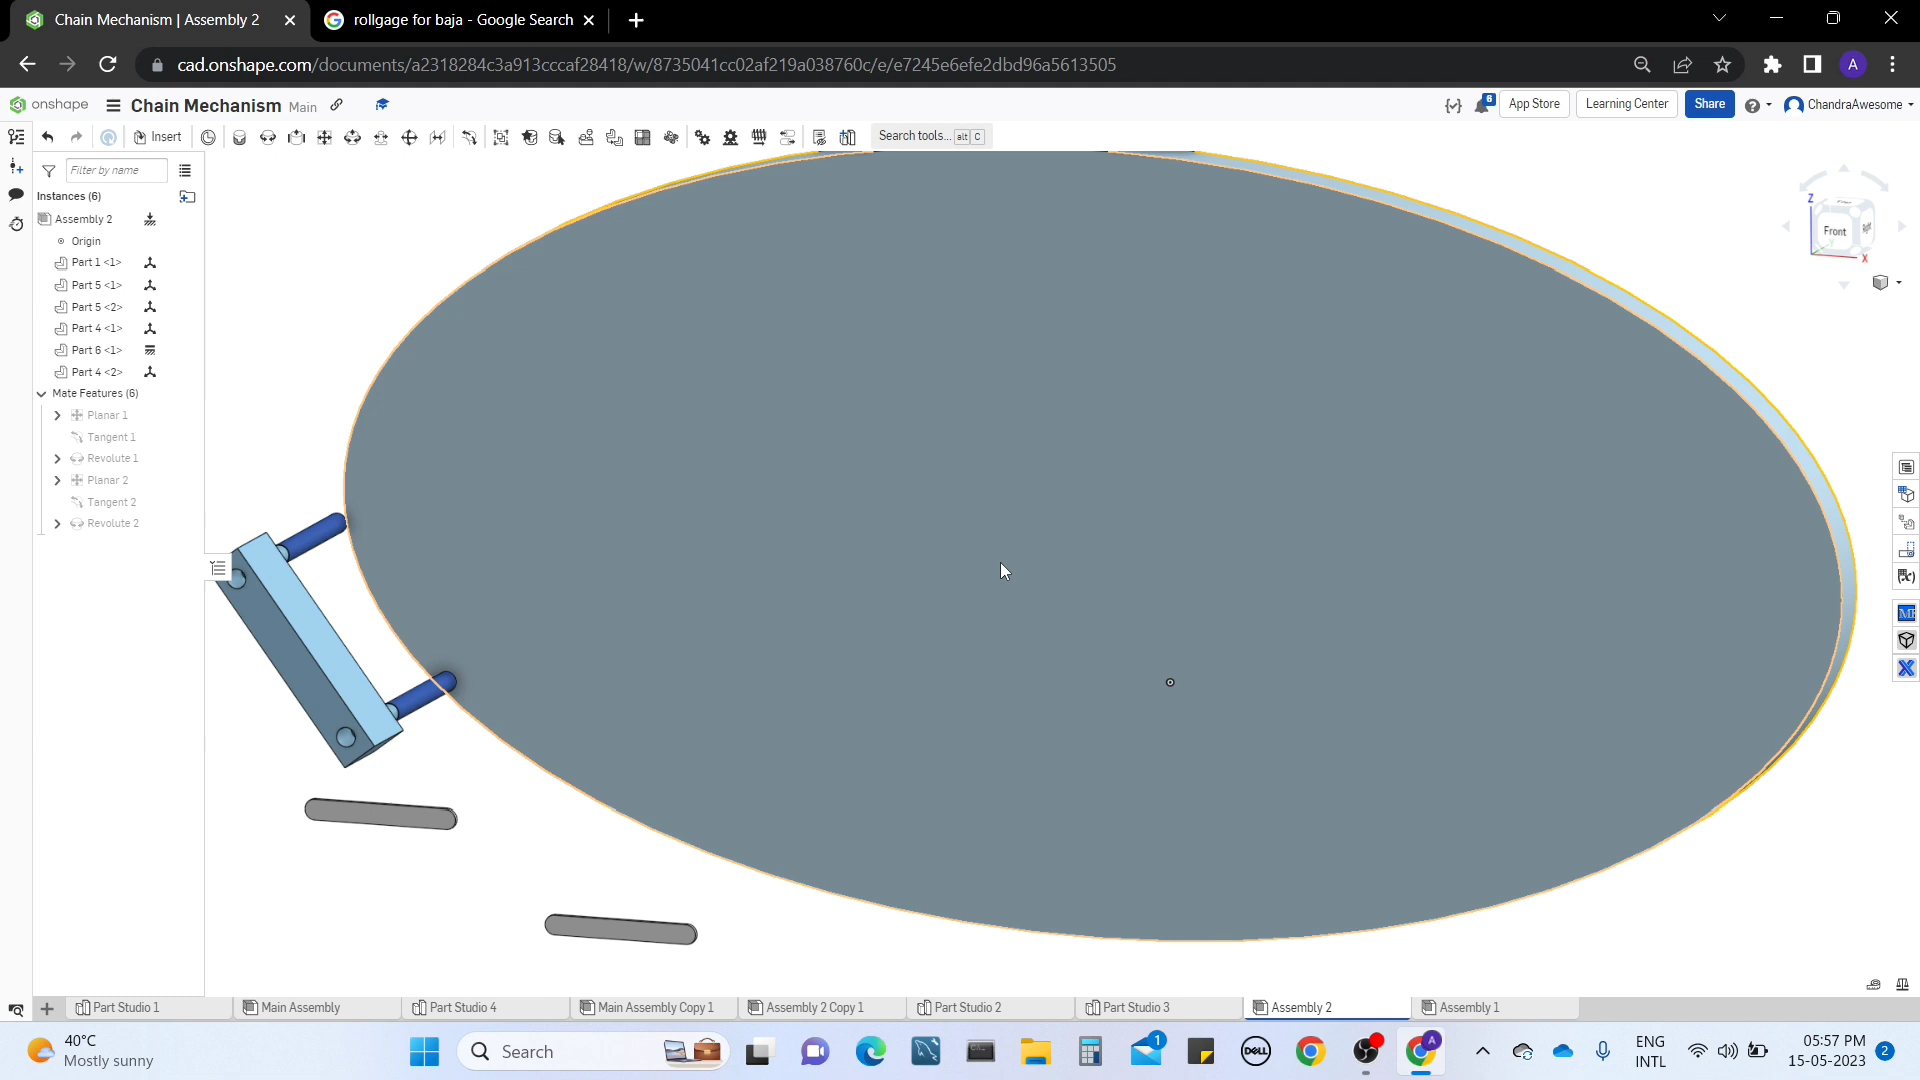 Chain Mechanism | Assembly 2
rollgage for baja - Google Search
cad.onshape.com/documents/a2318284c3a913cccaf28418/w/8735041cc02af219a038760c/e/e7245e6efe2dbd96a5613505
A
onshape
Chain Mechanism Main
6
App Store
Learning Center
Share
ChandraAwesome
Insert
Search tools... alt C
Filter by name
Instances (6)
Assembly 2
Origin
Part 1 <1>
Part 5 <1>
Part 5 <2>
Part 4 <1>
Part 6 <1>
Part 4 <2>
Mate Features (6)
Planar 1
Tangent 1
Revolute 1
Planar 2
Tangent 2
Revolute 2
Z
Front
X
Part Studio 1
Main Assembly
Part Studio 4
Main Assembly Copy 1
Assembly 2 Copy 1
Part Studio 2
Part Studio 3
Assembly 2
Assembly 1
40°C
Mostly sunny
Search
DELL
1
A
ENG
INTL
05:57 PM
15-05-2023
2